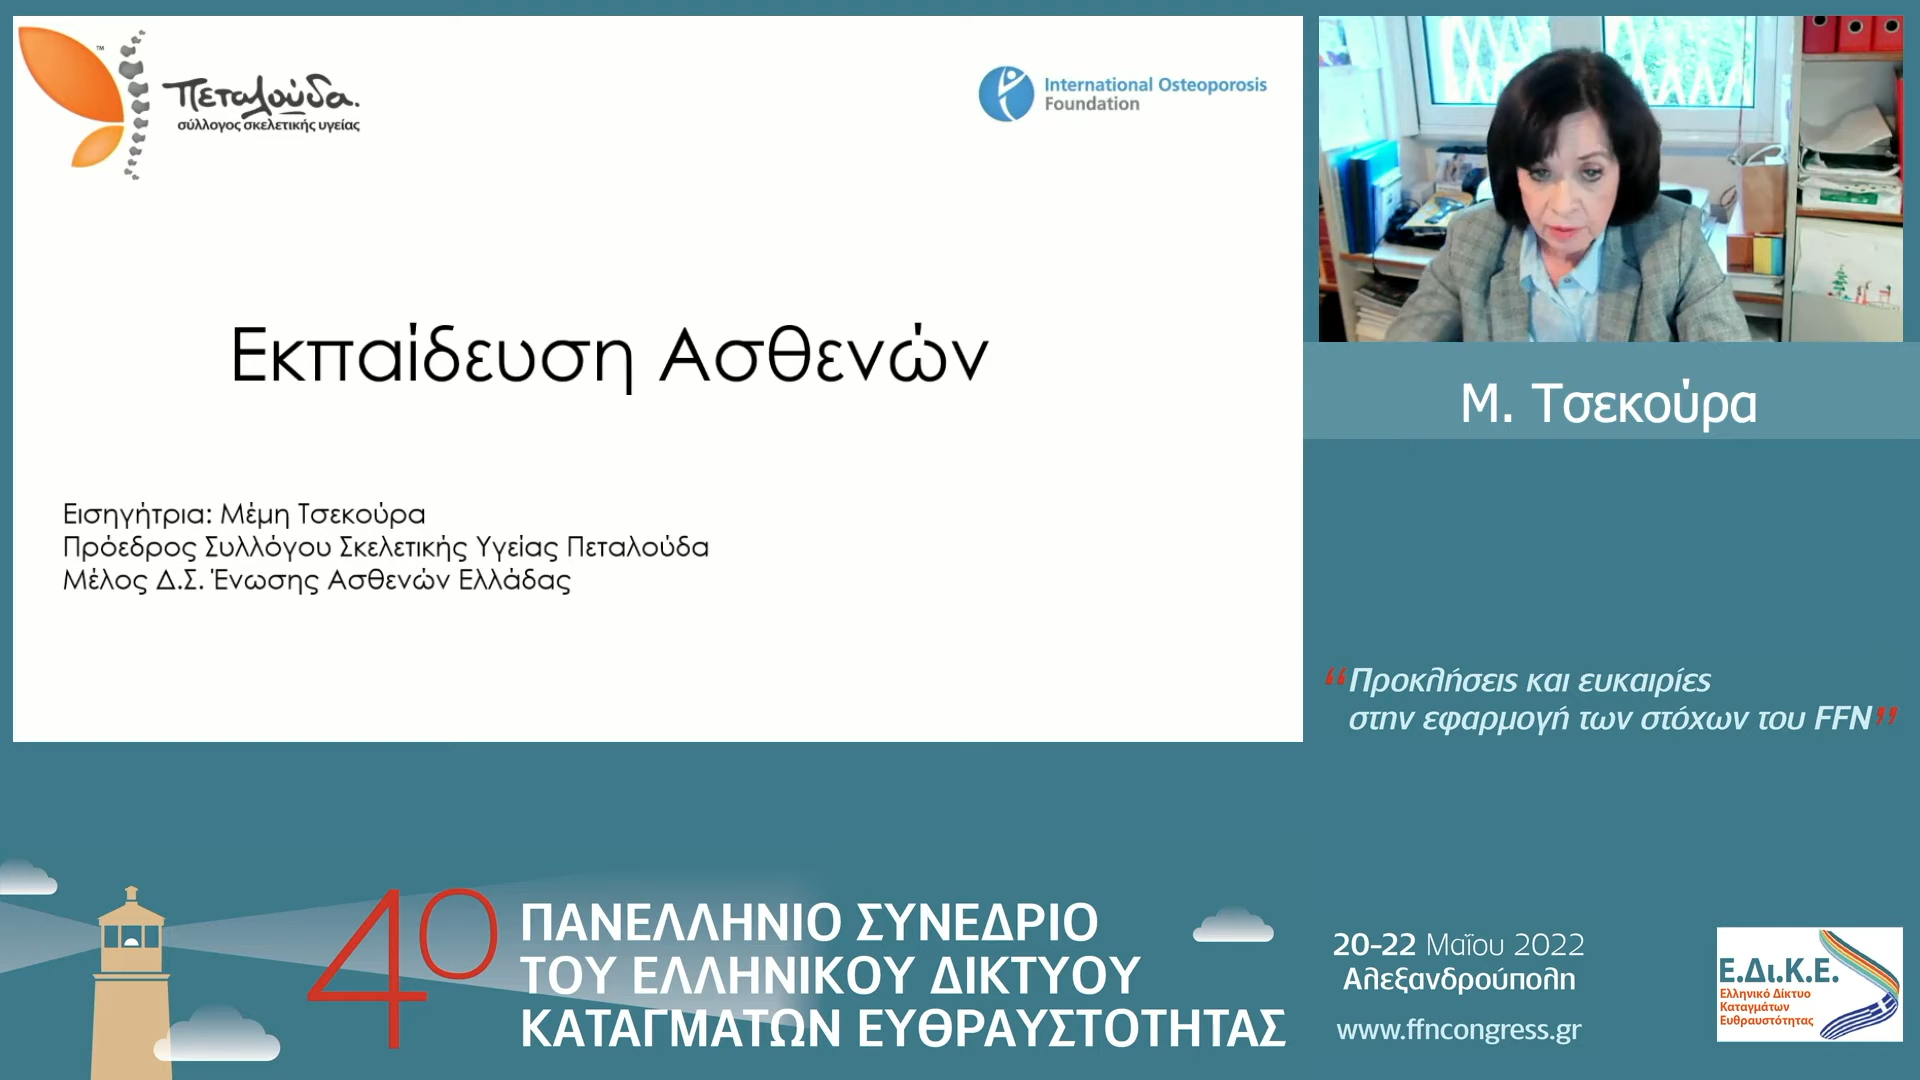 ™
Πεταλούδα.
σύλλογος σκελετικής υγείας
International Osteoporosis
Foundation
Εκπαίδευση Ασθενών
Εισηγήτρια: Μέμη Τσεκούρα
Πρόεδρος Συλλόγου Σκελετικής Υγείας Πεταλούδα
Μέλος Δ.Σ. Ένωσης Ασθενών Ελλάδας
Μ. Τσεκούρα
“Προκλήσεις και ευκαιρίες
στην εφαρμογή των στόχων του FFN”
4ο
ΠΑΝΕΛΛΗΝΙΟ ΣΥΝΕΔΡΙΟ
ΤΟΥ ΕΛΛΗΝΙΚΟΥ ΔΙΚΤΥΟΥ
ΚΑΤΑΓΜΑΤΩΝ ΕΥΘΡΑΥΣΤΟΤΗΤΑΣ
20-22 Μαΐου 2022
Αλεξανδρούπολη
www.ffncongress.gr
Ε.Δι.Κ.Ε.
Ελληνικό Δίκτυο
Καταγμάτων
Ευθραυστότητας